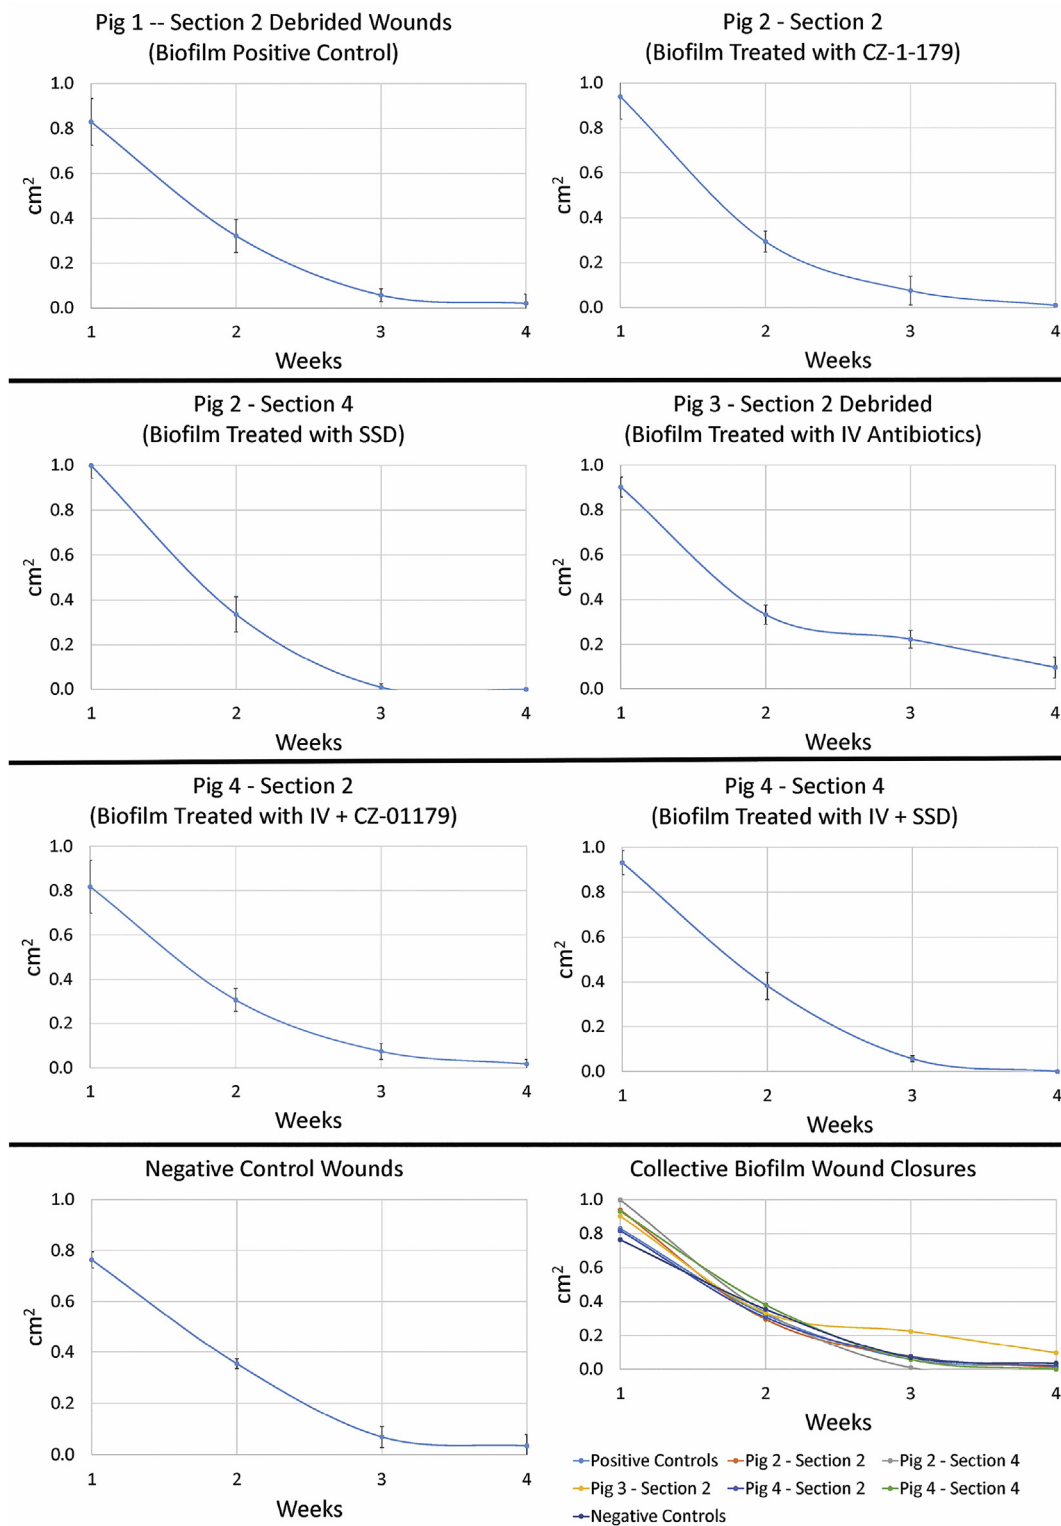 Pig 1 -- Section 2 Debrided Wounds
(Biofilm Positive Control)
1.0
0.8
0.6
0.4
0.2
0.0
cm²
1 2 3 4
Weeks
Pig 2 - Section 2
(Biofilm Treated with CZ-1-179)
1.0
0.8
0.6
0.4
0.2
0.0
cm²
1 2 3 4
Weeks
Pig 2 - Section 4
(Biofilm Treated with SSD)
1.0
0.8
0.6
0.4
0.2
0.0
cm²
1 2 3 4
Weeks
Pig 3 - Section 2 Debrided
(Biofilm Treated with IV Antibiotics)
1.0
0.8
0.6
0.4
0.2
0.0
cm²
1 2 3 4
Weeks
Pig 4 - Section 2
(Biofilm Treated with IV + CZ-01179)
1.0
0.8
0.6
0.4
0.2
0.0
cm²
1 2 3 4
Weeks
Pig 4 - Section 4
(Biofilm Treated with IV + SSD)
1.0
0.8
0.6
0.4
0.2
0.0
cm²
1 2 3 4
Weeks
Negative Control Wounds
1.0
0.8
0.6
0.4
0.2
0.0
cm²
1 2 3 4
Weeks
Collective Biofilm Wound Closures
1.0
0.8
0.6
0.4
0.2
0.0
cm²
1 2 3 4
Weeks
Positive Controls Pig 2 - Section 2 Pig 2 - Section 4
Pig 3 - Section 2 Pig 4 - Section 2 Pig 4 - Section 4
Negative Controls